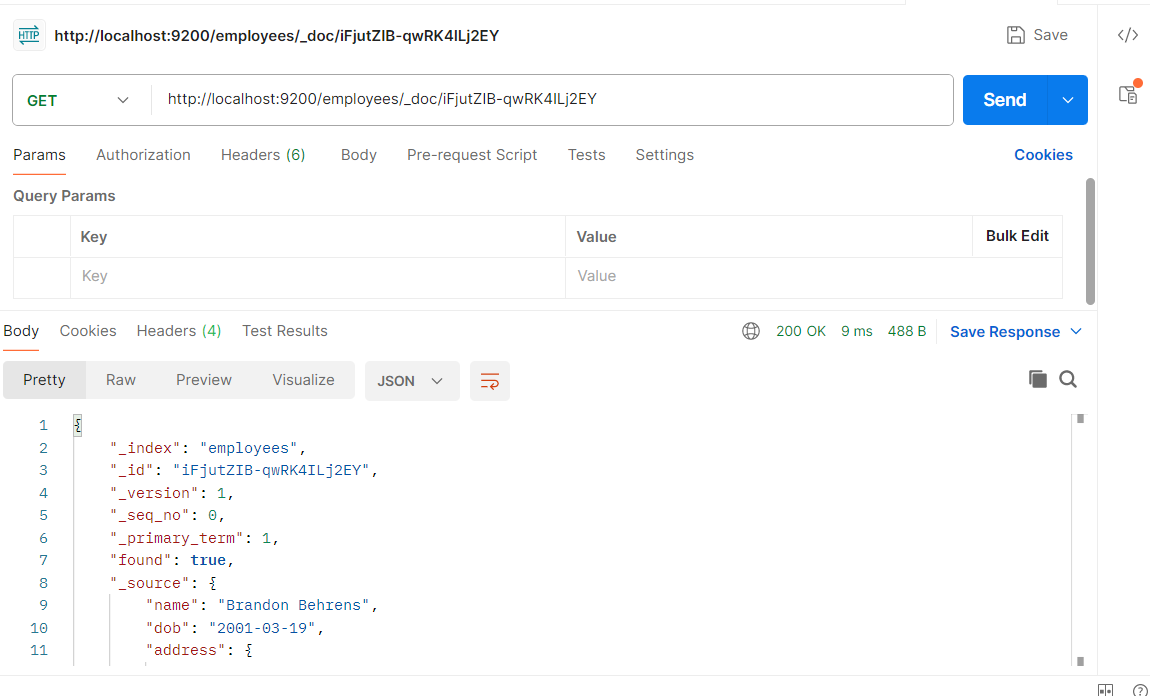 HTTP http://localhost:9200/employees/_doc/iFjutZIB-qwRK4ILj2EY Save </>
GET http://localhost:9200/employees/_doc/iFjutZIB-qwRK4ILj2EY Send
Params Authorization Headers (6) Body Pre-request Script Tests Settings Cookies
Query Params
Key Value Bulk Edit
Key Value
Body Cookies Headers (4) Test Results 200 OK 9 ms 488 B Save Response
Pretty Raw Preview Visualize JSON
1 {
2 "_index": "employees",
3 "_id": "iFjutZIB-qwRK4ILj2EY",
4 "_version": 1,
5 "_seq_no": 0,
6 "_primary_term": 1,
7 "found": true,
8 "_source": {
9 "name": "Brandon Behrens",
10 "dob": "2001-03-19",
11 "address": {
?